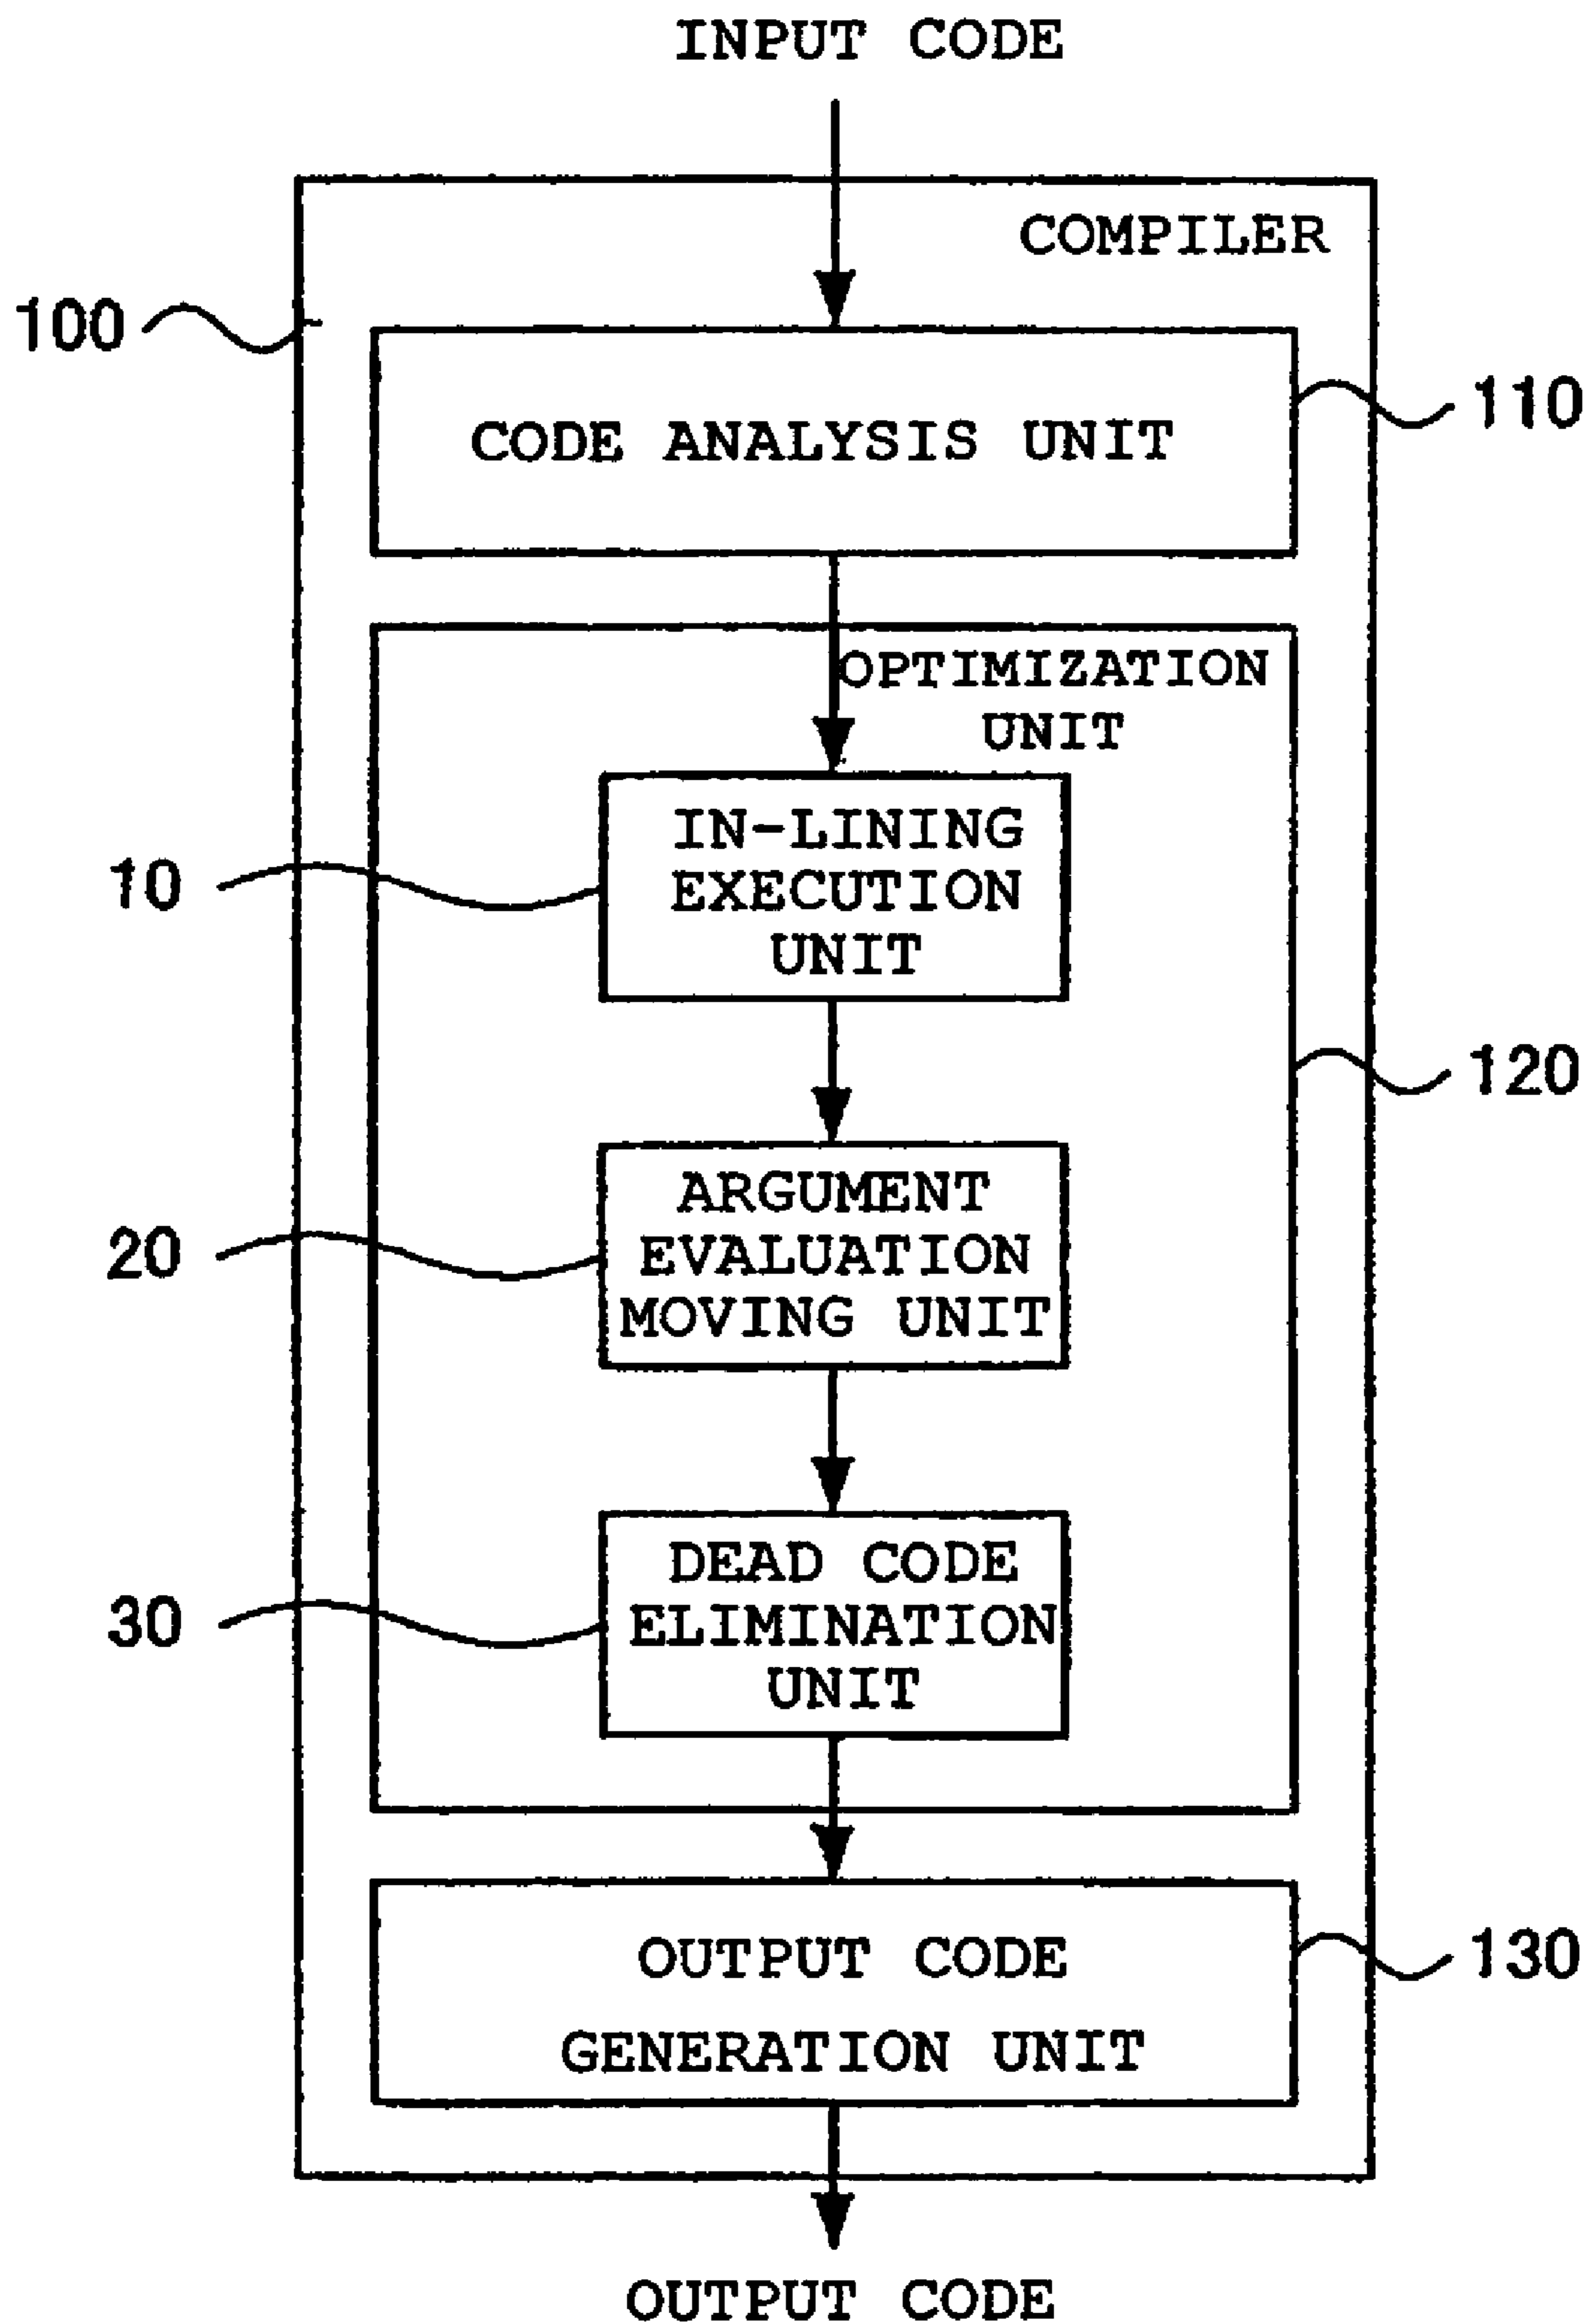 INPUT CODE
COMPILER
100
110
CODE ANALYSIS UNIT
OPTIMIZATION
UNIT
IN-LINING
EXECUTION
UNIT
10
120
ARGUMENT
EVALUATION
MOVING UNIT
20
DEAD CODE
ELIMINATION
UNIT
30
OUTPUT CODE
GENERATION UNIT
130
OUTPUT CODE